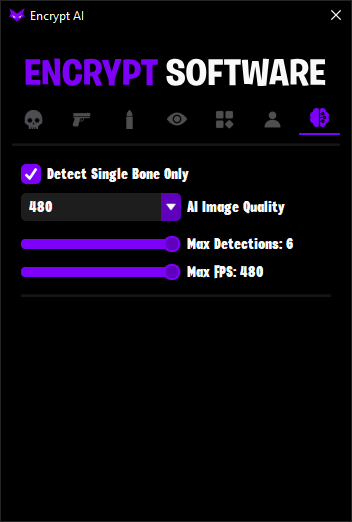 Encrypt AI
ENCRYPT SOFTWARE
Detect Single Bone Only
480 AI Image Quality
Max Detections: 6
Max FPS: 480